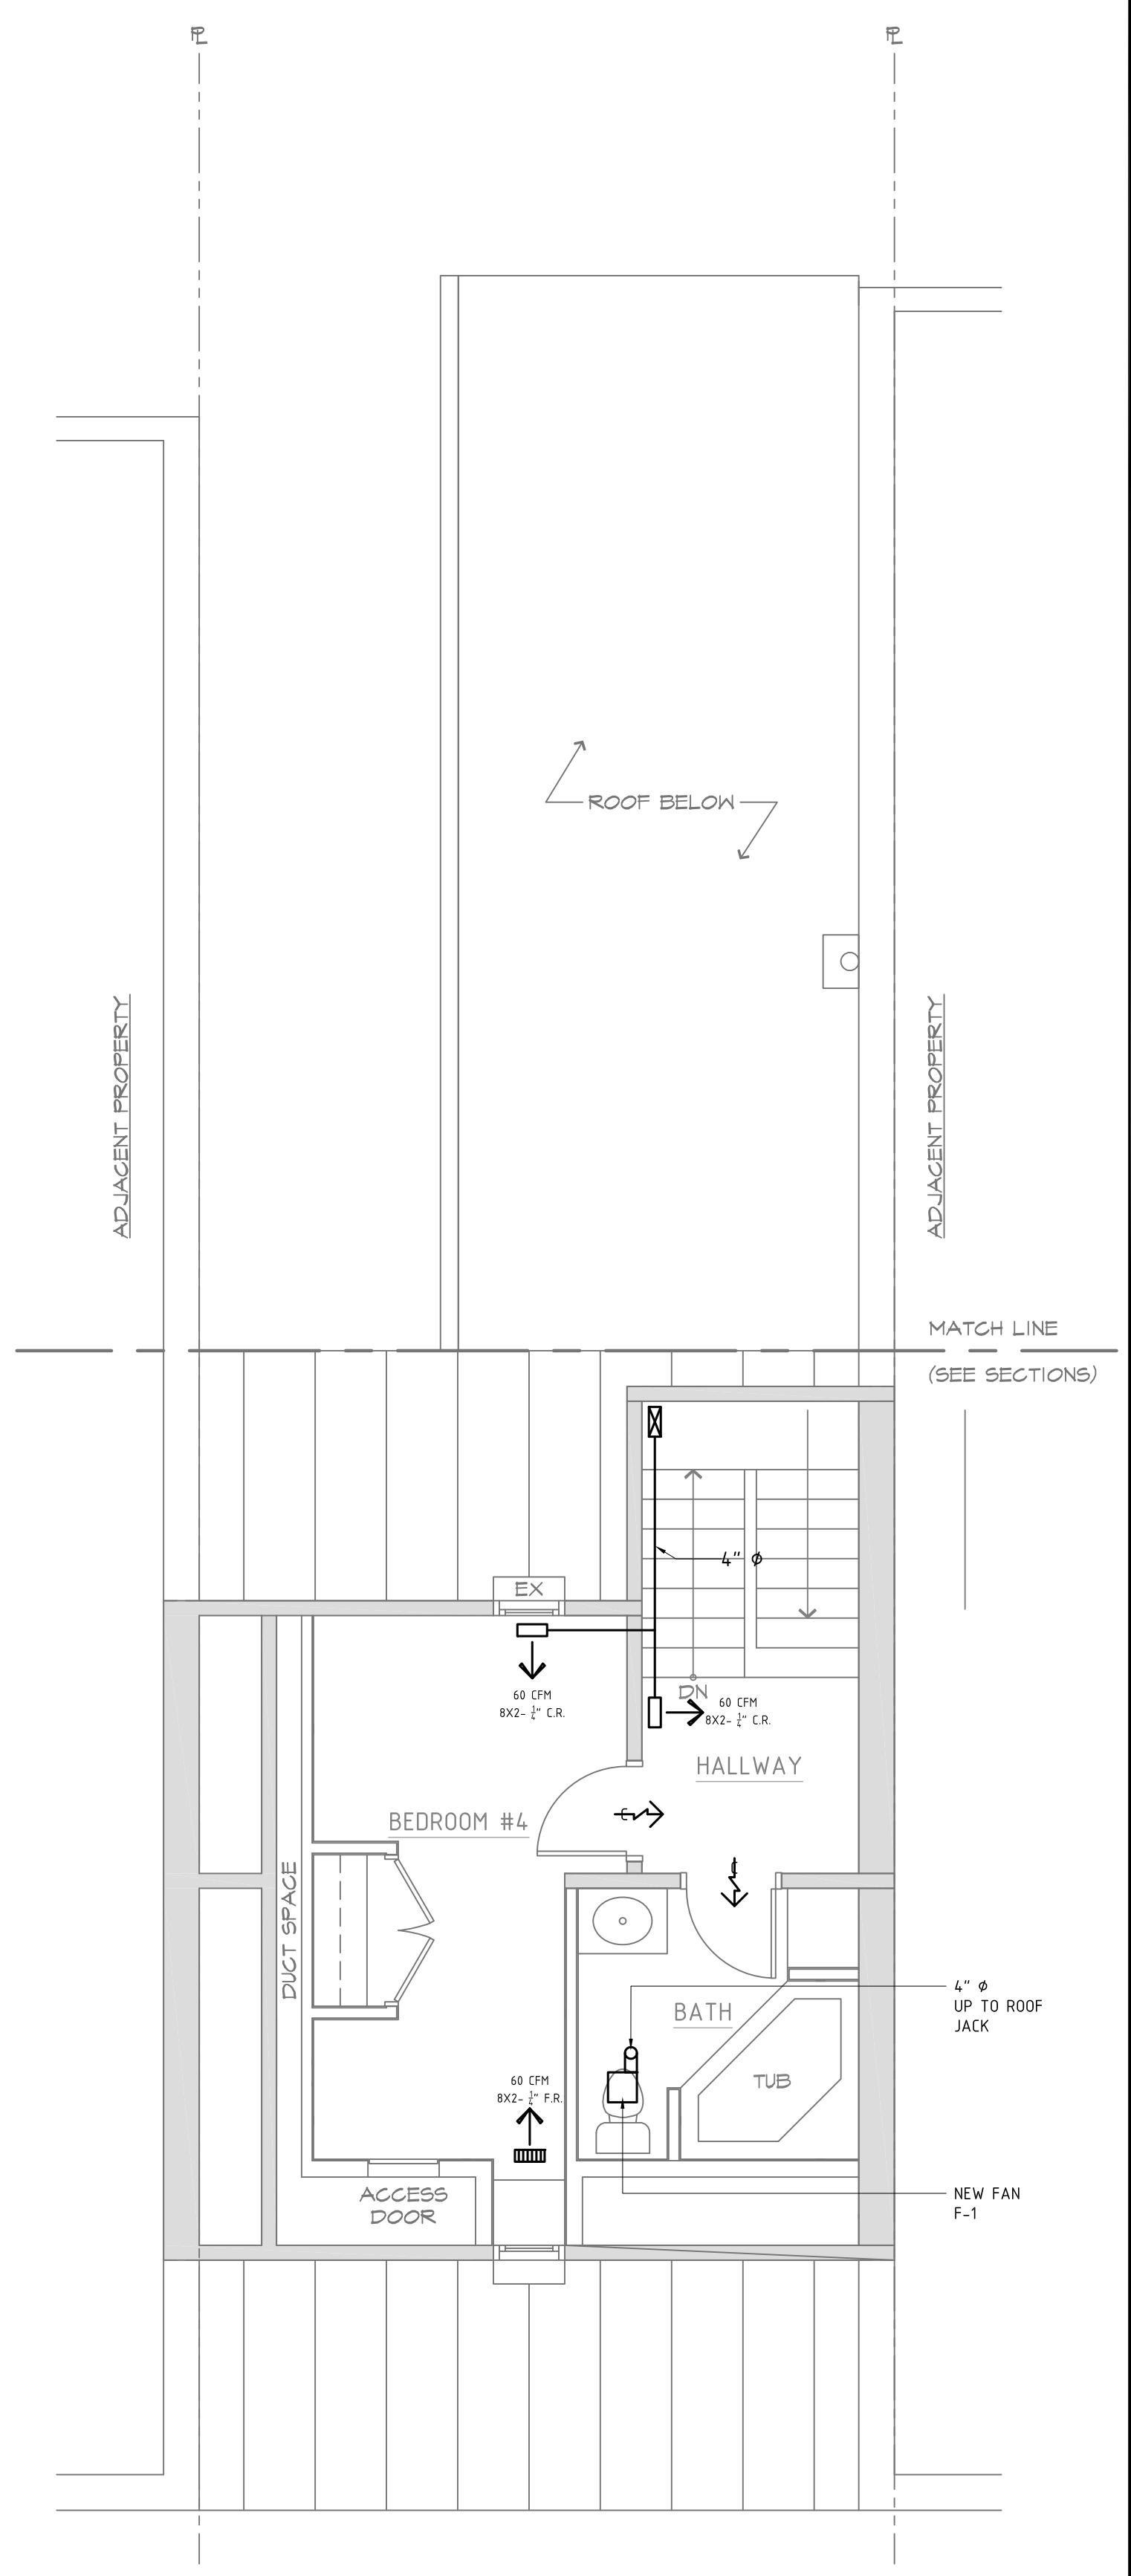 PL
PL
ROOF BELOW
ADJACENT PROPERTY
ADJACENT PROPERTY
MATCH LINE
(SEE SECTIONS)
4" Ø
EX
DN
60 CFM
8X2- ¼" C.R.
60 CFM
8X2- ¼" C.R.
HALLWAY
BEDROOM #4
DUCT SPACE
4" Ø
UP TO ROOF
JACK
BATH
TUB
60 CFM
8X2- ¼" F.R.
ACCESS
DOOR
NEW FAN
F-1